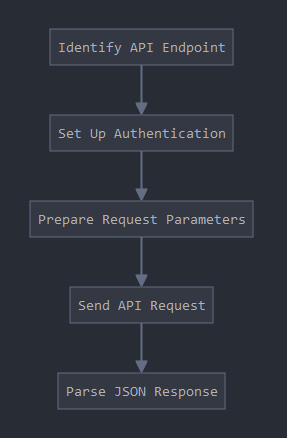 Identify API Endpoint
Set Up Authentication
Prepare Request Parameters
Send API Request
Parse JSON Response